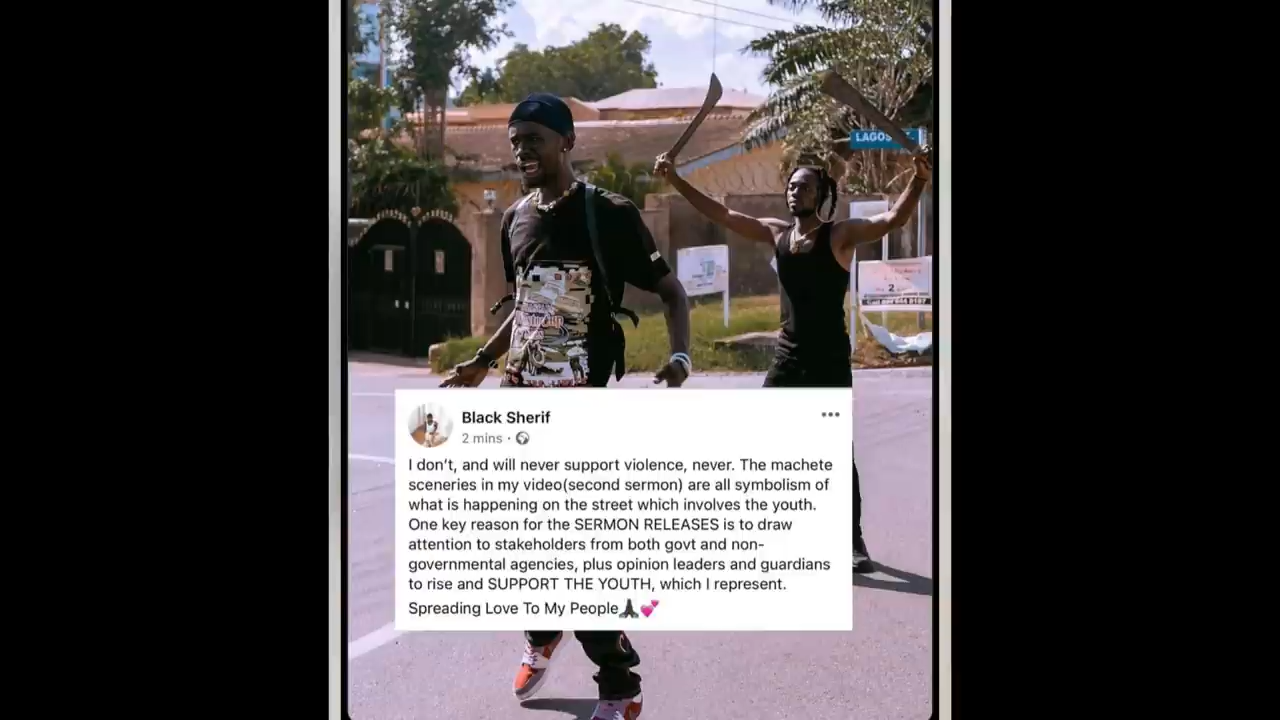 LAGOS
Black Sherif
2 mins ·
I don't, and will never support violence, never. The machete
sceneries in my video(second sermon) are all symbolism of
what is happening on the street which involves the youth.
One key reason for the SERMON RELEASES is to draw
attention to stakeholders from both govt and non-
governmental agencies, plus opinion leaders and guardians
to rise and SUPPORT THE YOUTH, which I represent.
Spreading Love To My People🙏🏿💕